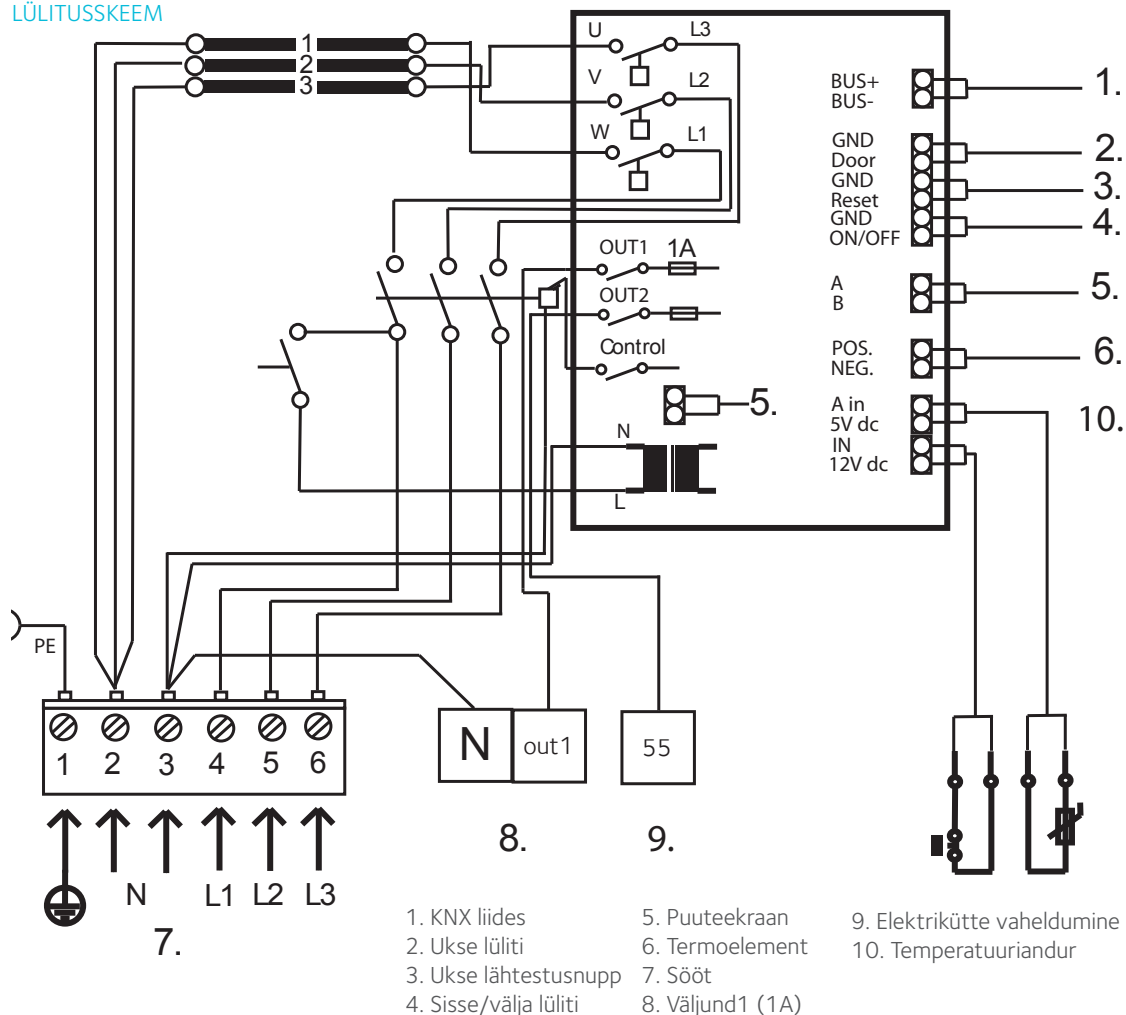 LÜLITUSSKEEM
1
2
3
U
L3
V
L2
W
L1
OUT1
1A
OUT2
Control
5.
N
L
BUS+
BUS-
1.
GND
Door
2.
GND
Reset
3.
GND
ON/OFF
4.
A
B
5.
POS.
NEG.
6.
A in
5V dc
10.
IN
12V dc
PE
1 2 3 4 5 6
N L1 L2 L3
7.
N
out1
8.
55
9.
1. KNX liides
2. Ukse lüliti
3. Ukse lähtestusnupp
4. Sisse/välja lüliti
5. Puuteekraan
6. Termoelement
7. Sööt
8. Väljund1 (1A)
9. Elektrikütte vaheldumine
10. Temperatuuriandur